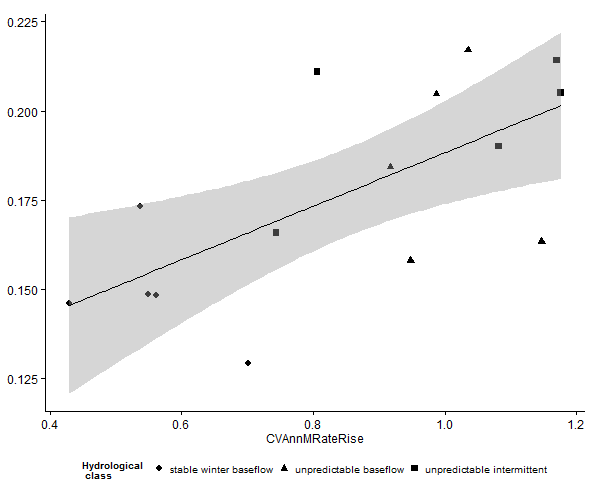 0.225
0.200
0.175
0.150
0.125
0.4 0.6 0.8 1.0 1.2
CVAnnMRateRise
Hydrological
class
stable winter baseflow unpredictable baseflow unpredictable intermittent